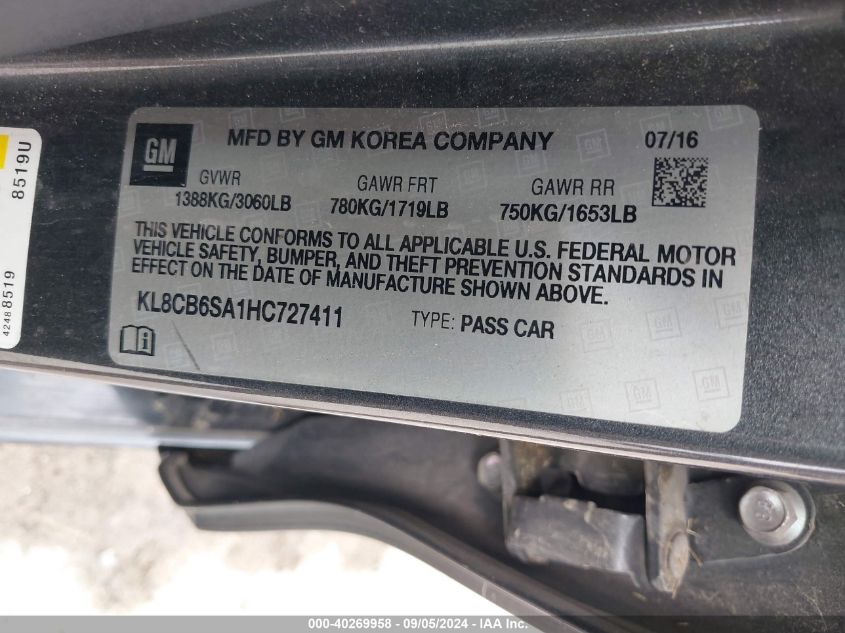 GM
MFD BY GM KOREA COMPANY
07/16
GVWR
GAWR FRT
GAWR RR
1388KG/3060LB
780KG/1719LB
750KG/1653LB
THIS VEHICLE CONFORMS TO ALL APPLICABLE U.S. FEDERAL MOTOR
VEHICLE SAFETY, BUMPER, AND THEFT PREVENTION STANDARDS IN
EFFECT ON THE DATE OF MANUFACTURE SHOWN ABOVE.
KL8CB6SA1HC727411
TYPE: PASS CAR
8519U
42488519
000-40269958 - 09/05/2024 - IAA Inc.